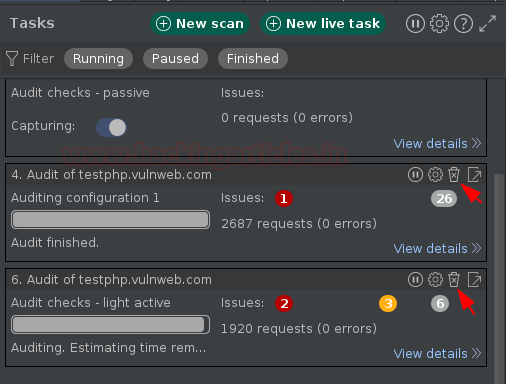 Tasks
+ New scan
+ New live task
?
Filter
Running
Paused
Finished
Audit checks - passive
Issues:
0 requests (0 errors)
Capturing:
View details
4. Audit of testphp.vulnweb.com
Auditing configuration 1
Issues: 1 26
2687 requests (0 errors)
Audit finished.
View details
6. Audit of testphp.vulnweb.com
Audit checks - light active
Issues: 2 3 6
1920 requests (0 errors)
Auditing. Estimating time rem...
View details